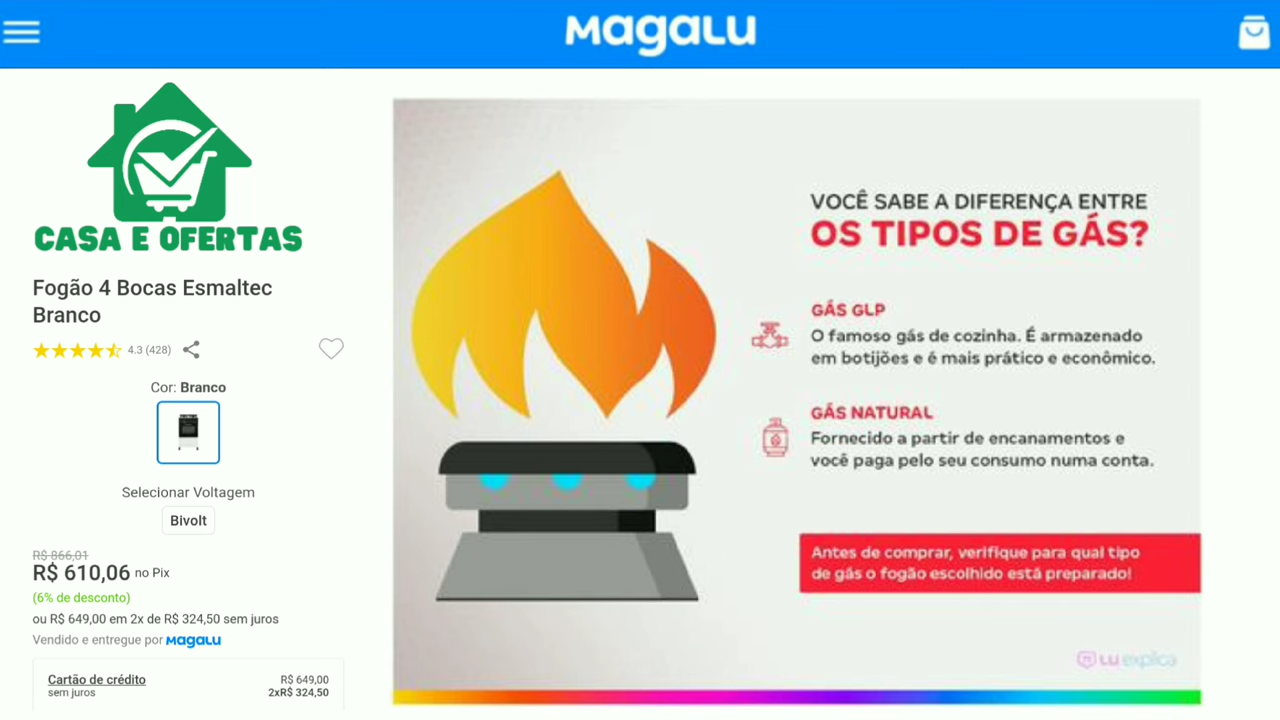 magalu
CASA E OFERTAS
Fogão 4 Bocas Esmaltec
Branco
4.3 (428)
Cor: Branco
Selecionar Voltagem
Bivolt
R$ 866,01
R$ 610,06 no Pix
(6% de desconto)
ou R$ 649,00 em 2x de R$ 324,50 sem juros
Vendido e entregue por magalu
Cartão de crédito R$ 649,00
sem juros 2xR$ 324,50
VOCÊ SABE A DIFERENÇA ENTRE
OS TIPOS DE GÁS?
GÁS GLP
O famoso gás de cozinha. É armazenado
em botijões e é mais prático e econômico.
GÁS NATURAL
Fornecido a partir de encanamentos e
você paga pelo seu consumo numa conta.
Antes de comprar, verifique para qual tipo
de gás o fogão escolhido está preparado!
LU explica